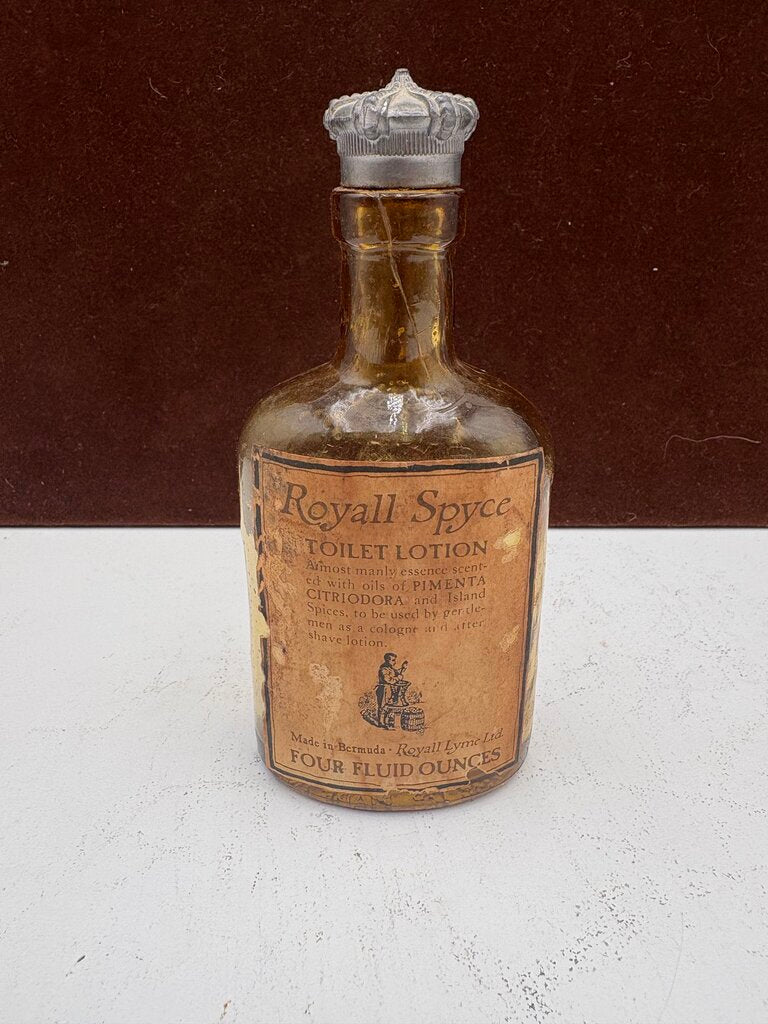 Royall Spyce
TOILET LOTION
A most manly essence scent-
ed with oils of PIMENTA
CITRIODORA and Island
Spices, to be used by gentle-
men as a cologne and after
shave lotion.
Made in Bermuda · Royall Lyme Ltd.
FOUR FLUID OUNCES